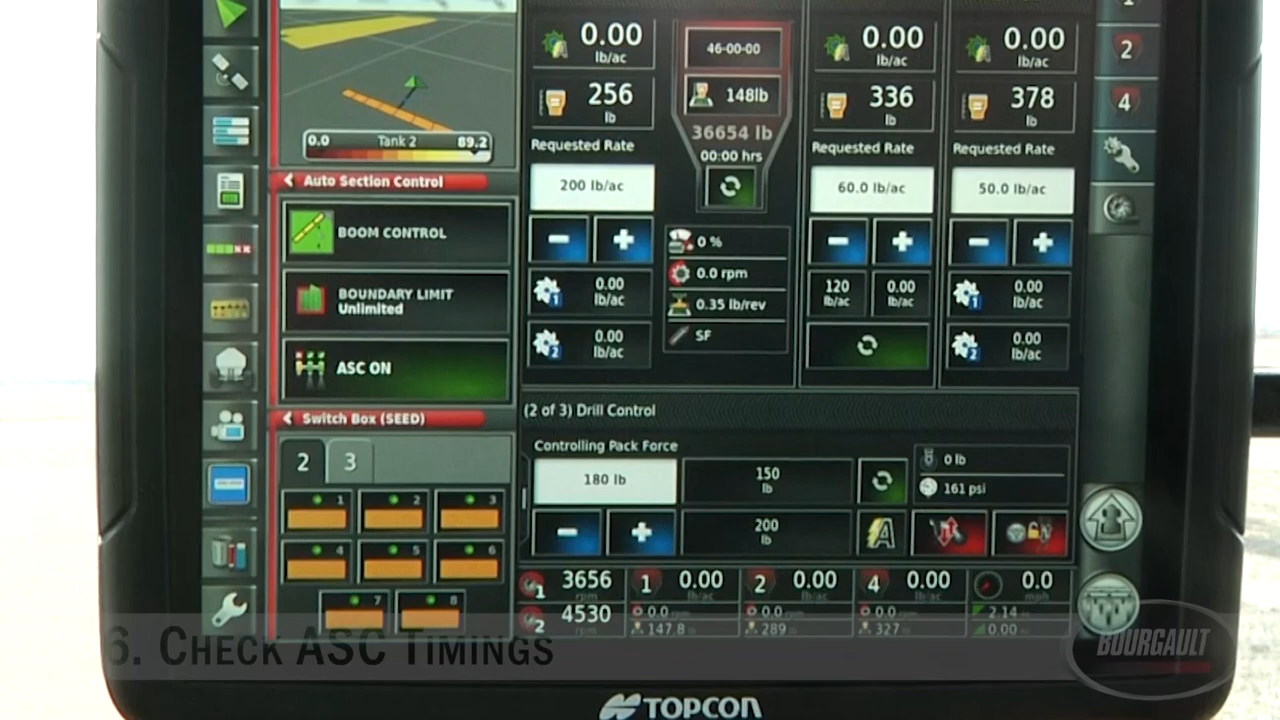 0.00
lb/ac
256
lb
Requested Rate
200 lb/ac
0.00
lb/ac
0.00
lb/ac
46-00-00
148lb
36654 lb
00:00 hrs
0 %
0.0 rpm
0.35 lb/rev
SF
0.00
lb/ac
336
lb
Requested Rate
60.0 lb/ac
120
lb/ac
0.00
lb/ac
0.00
lb/ac
378
lb
Requested Rate
50.0 lb/ac
0.00
lb/ac
0.00
lb/ac
1
2
4
0.0 Tank 2 89.2
Auto Section Control
BOOM CONTROL
BOUNDARY LIMIT
Unlimited
ASC ON
Switch Box (SEED)
2 3
1 2 3
4 5 6
7 8
(2 of 3) Drill Control
Controlling Pack Force
180 lb
150
lb
200
lb
0 lb
161 psi
1 3656 rpm
1 0.00 lb/ac
2 0.00 lb/ac
4 0.00 lb/ac
0.0 mph
2 4530 rpm
0.0 0.0 0.0 2.14
147.8 289 327 0.00
6. CHECK ASC TIMINGS
BOURGAULT
TOPCON